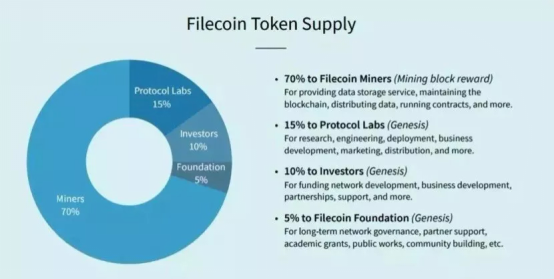 Filecoin Token Supply
Protocol Labs
15%
Investors
10%
Foundation
5%
Miners
70%
• 70% to Filecoin Miners (Mining block reward)
For providing data storage service, maintaining the
blockchain, distributing data, running contracts, and more.
• 15% to Protocol Labs (Genesis)
For research, engineering, deployment, business
development, marketing, distribution, and more.
• 10% to Investors (Genesis)
For funding network development, business development,
partnerships, support, and more.
• 5% to Filecoin Foundation (Genesis)
For long-term network governance, partner support,
academic grants, public works, community building, etc.